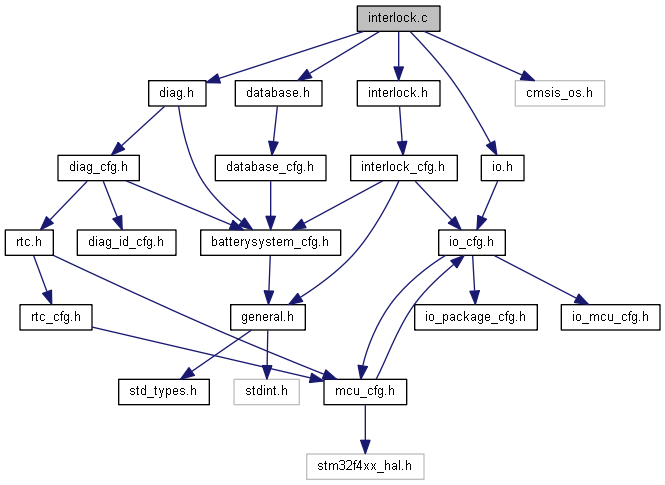 interlock.c
diag.h
database.h
interlock.h
cmsis_os.h
diag_cfg.h
database_cfg.h
interlock_cfg.h
io.h
rtc.h
diag_id_cfg.h
batterysystem_cfg.h
io_cfg.h
rtc_cfg.h
general.h
io_package_cfg.h
io_mcu_cfg.h
std_types.h
stdint.h
mcu_cfg.h
stm32f4xx_hal.h